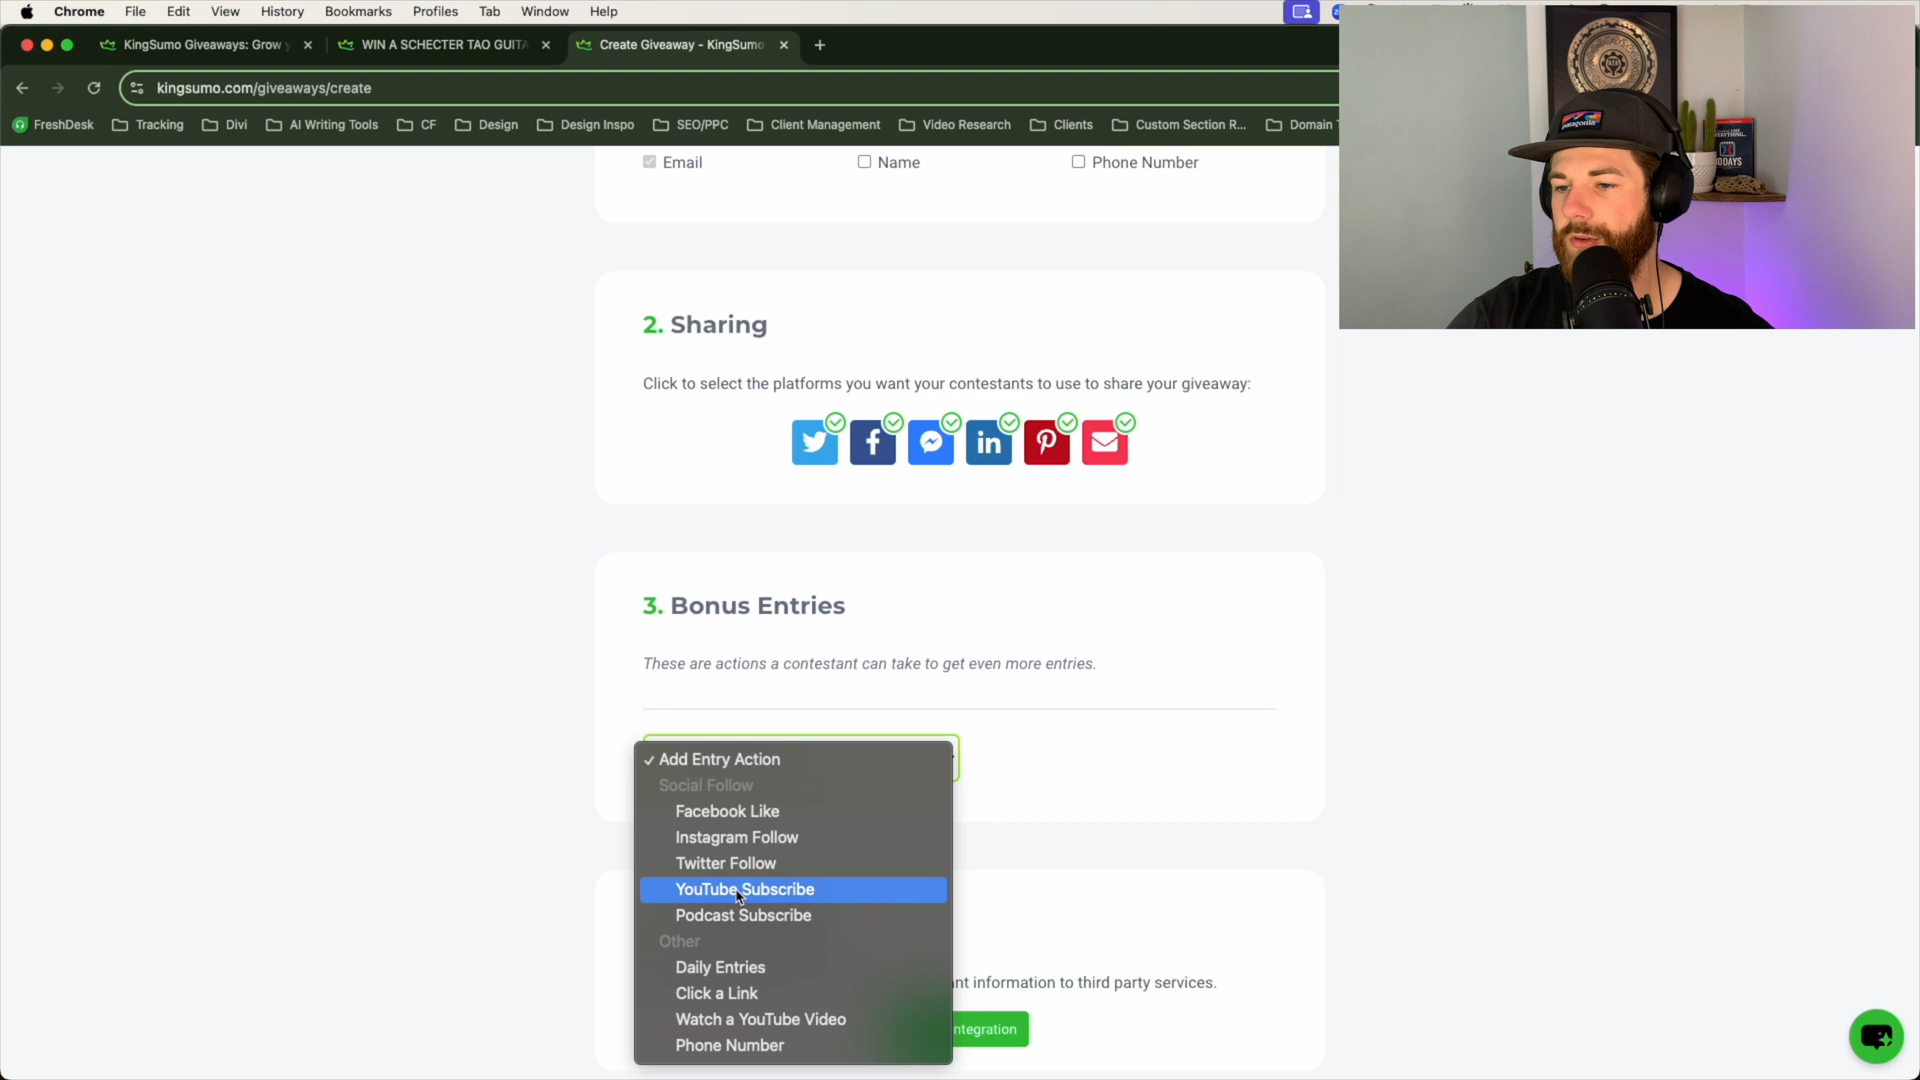 Chrome File Edit View History Bookmarks Profiles Tab Window Help
KingSumo Giveaways: Grow WIN A SCHECTER TAO GUIT Create Giveaway - KingSumo
kingsumo.com/giveaways/create
FreshDesk Tracking Divi AI Writing Tools CF Design Design Inspo SEO/PPC Client Management Video Research Clients Custom Section R... Domain
patagonia
30 DAYS
Email Name Phone Number
2. Sharing
Click to select the platforms you want your contestants to use to share your giveaway:
3. Bonus Entries
These are actions a contestant can take to get even more entries.
✓ Add Entry Action
Social Follow
Facebook Like
Instagram Follow
Twitter Follow
YouTube Subscribe
Podcast Subscribe
Other
Daily Entries
information to third party services.
Click a Link
Watch a YouTube Video
ntegration
Phone Number